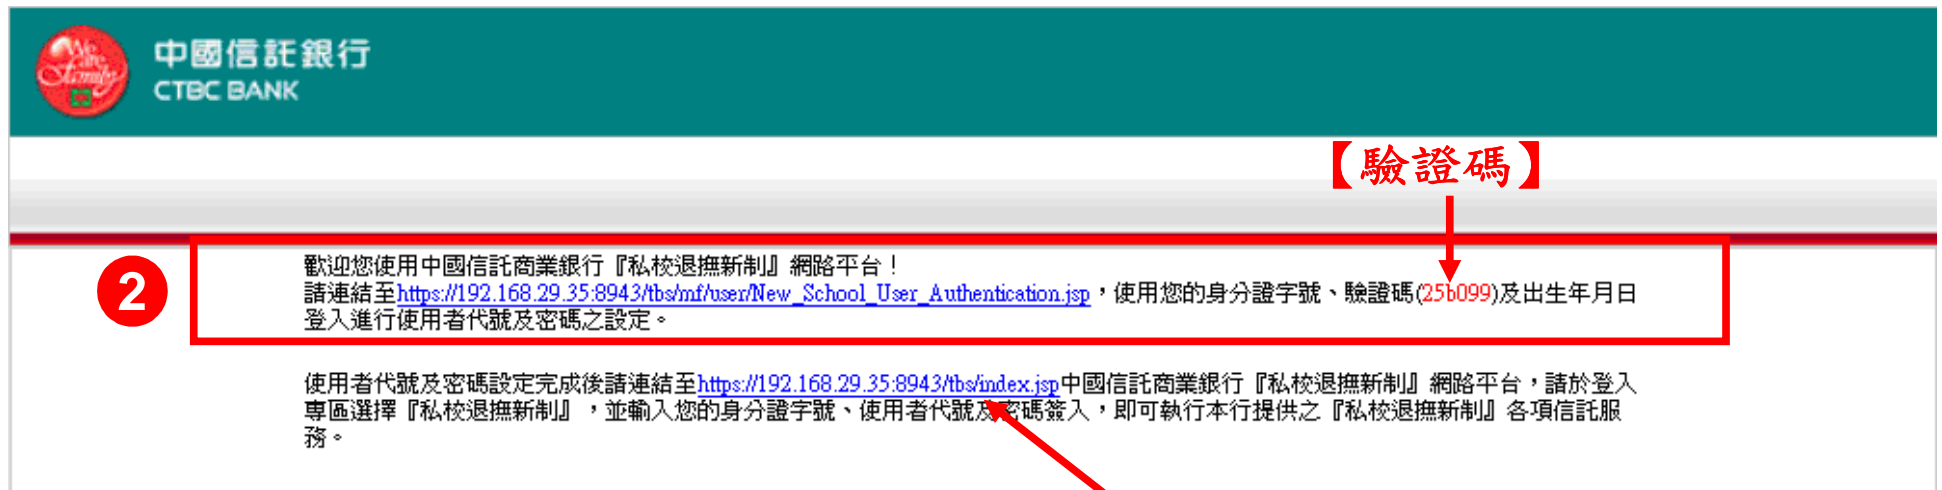 We are Family
中國信託銀行
CTBC BANK
【驗證碼】
2
歡迎您使用中國信託商業銀行『私校退撫新制』網路平台！
請連結至https://192.168.29.35:8943/tbs/mf/user/New_School_User_Authentication.jsp，使用您的身分證字號、驗證碼(25b099)及出生年月日
登入進行使用者代號及密碼之設定。
使用者代號及密碼設定完成後請連結至https://192.168.29.35:8943/tbs/index.jsp中國信託商業銀行『私校退撫新制』網路平台，請於登入
專區選擇『私校退撫新制』，並輸入您的身分證字號、使用者代號及密碼簽入，即可執行本行提供之『私校退撫新制』各項信託服
務。